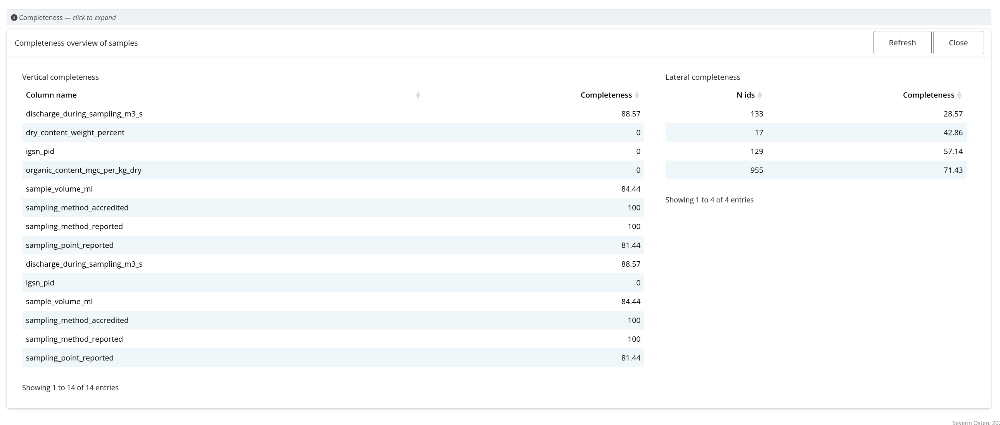 Completeness — click to expand
Completeness overview of samples
Refresh
Close
Vertical completeness
Column name Completeness
discharge_during_sampling_m3_s 88.57
dry_content_weight_percent 0
igsn_pid 0
organic_content_mgc_per_kg_dry 0
sample_volume_ml 84.44
sampling_method_accredited 100
sampling_method_reported 100
sampling_point_reported 81.44
discharge_during_sampling_m3_s 88.57
igsn_pid 0
sample_volume_ml 84.44
sampling_method_accredited 100
sampling_method_reported 100
sampling_point_reported 81.44
Showing 1 to 14 of 14 entries
Lateral completeness
N ids Completeness
133 28.57
17 42.86
129 57.14
955 71.43
Showing 1 to 4 of 4 entries
Severin Osten,